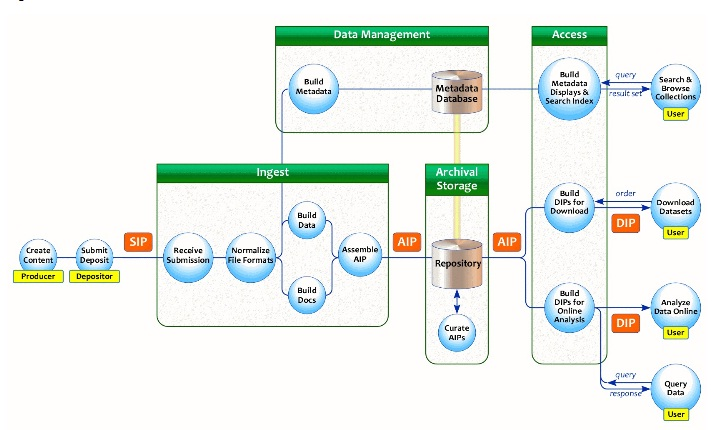 Data Management
Access
Build
Metadata
Metadata
Database
Build
Metadata
Displays &
Search Index
query
result set
Search &
Browse
Collections
User
Ingest
Archival
Storage
Create
Content
Producer
Submit
Deposit
Depositor
SIP
Receive
Submission
Normalize
File Formats
Build
Data
Build
Docs
Assemble
AIP
AIP
Repository
Curate
AIPs
AIP
Build
DIPs for
Download
order
DIP
Download
Datasets
User
Build
DIPs for
Online
Analysis
DIP
Analyze
Data Online
User
query
response
Query
Data
User